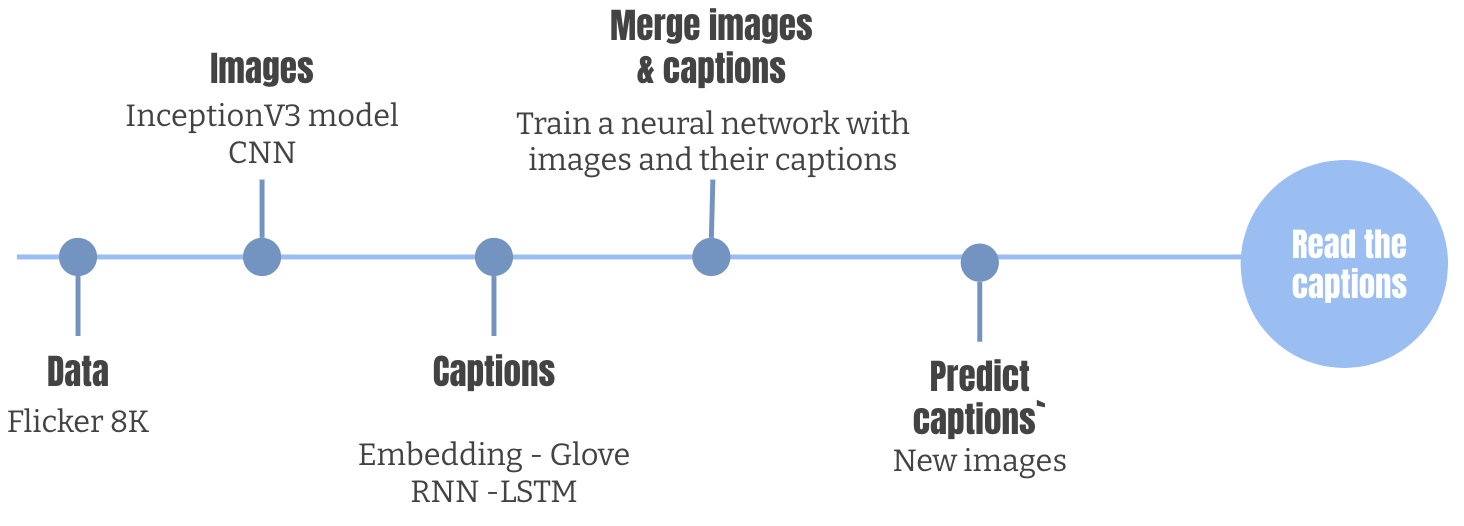 Data
Flicker 8K
Images
InceptionV3 model
CNN
Captions
Embedding - Glove
RNN -LSTM
Merge images
& captions
Train a neural network with
images and their captions
Predict
captions`
New images
Read the
captions